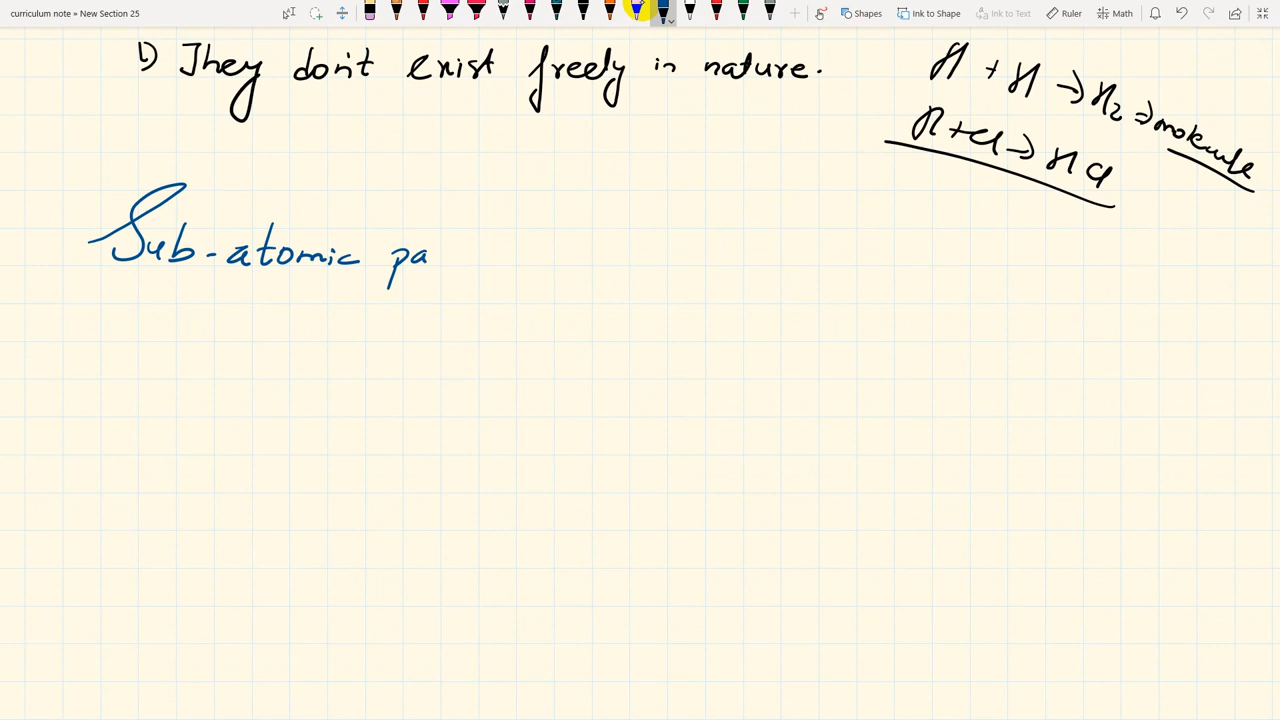 curriculum note » New Section 25
Shapes Ink to Shape Ink to Text Ruler Math
1) They don't exist freely in nature.
H + H → H2 ⇒ molecule
H + Cl → HCl
Sub-atomic pa